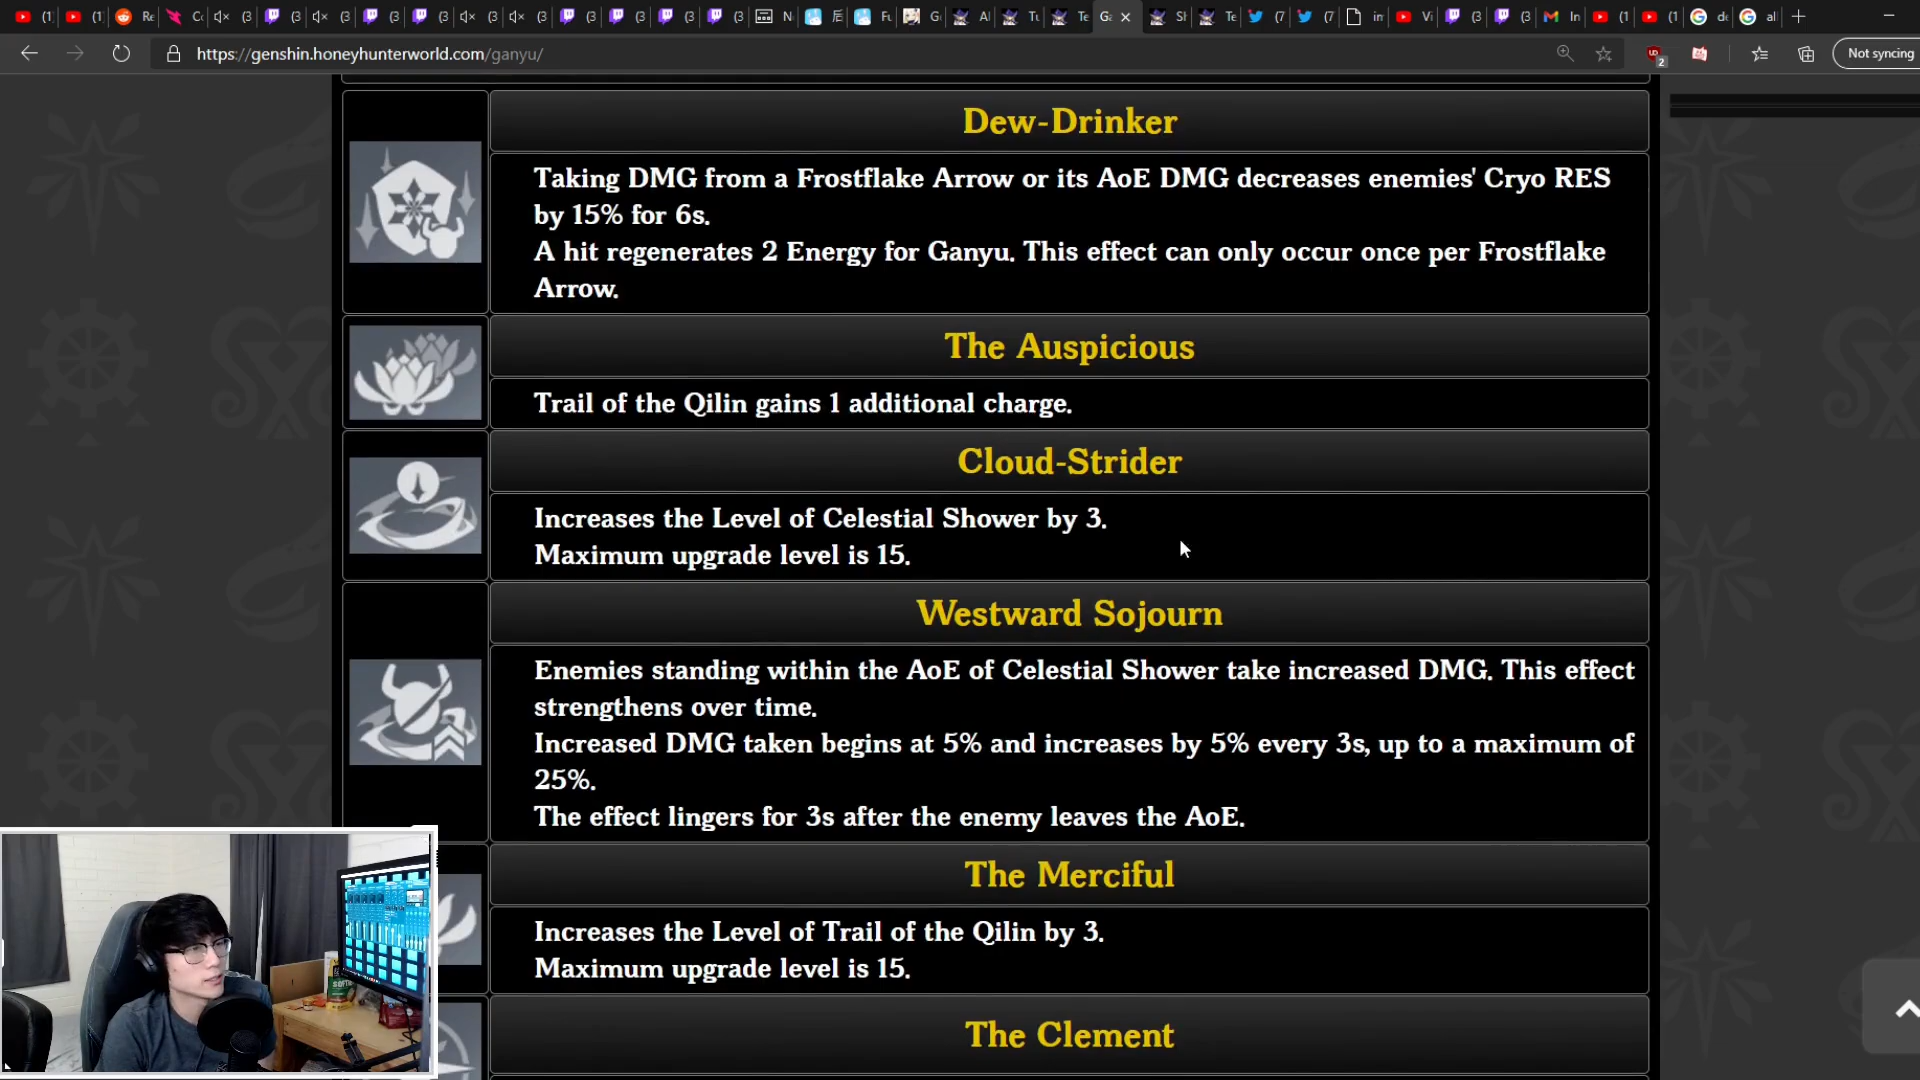 https://genshin.honeyhunterworld.com/ganyu/
Not syncing
2
Dew-Drinker
Taking DMG from a Frostflake Arrow or its AoE DMG decreases enemies' Cryo RES
by 15% for 6s.
A hit regenerates 2 Energy for Ganyu. This effect can only occur once per Frostflake
Arrow.
The Auspicious
Trail of the Qilin gains 1 additional charge.
Cloud-Strider
Increases the Level of Celestial Shower by 3.
Maximum upgrade level is 15.
Westward Sojourn
Enemies standing within the AoE of Celestial Shower take increased DMG. This effect
strengthens over time.
Increased DMG taken begins at 5% and increases by 5% every 3s, up to a maximum of
25%.
The effect lingers for 3s after the enemy leaves the AoE.
The Merciful
Increases the Level of Trail of the Qilin by 3.
Maximum upgrade level is 15.
The Clement